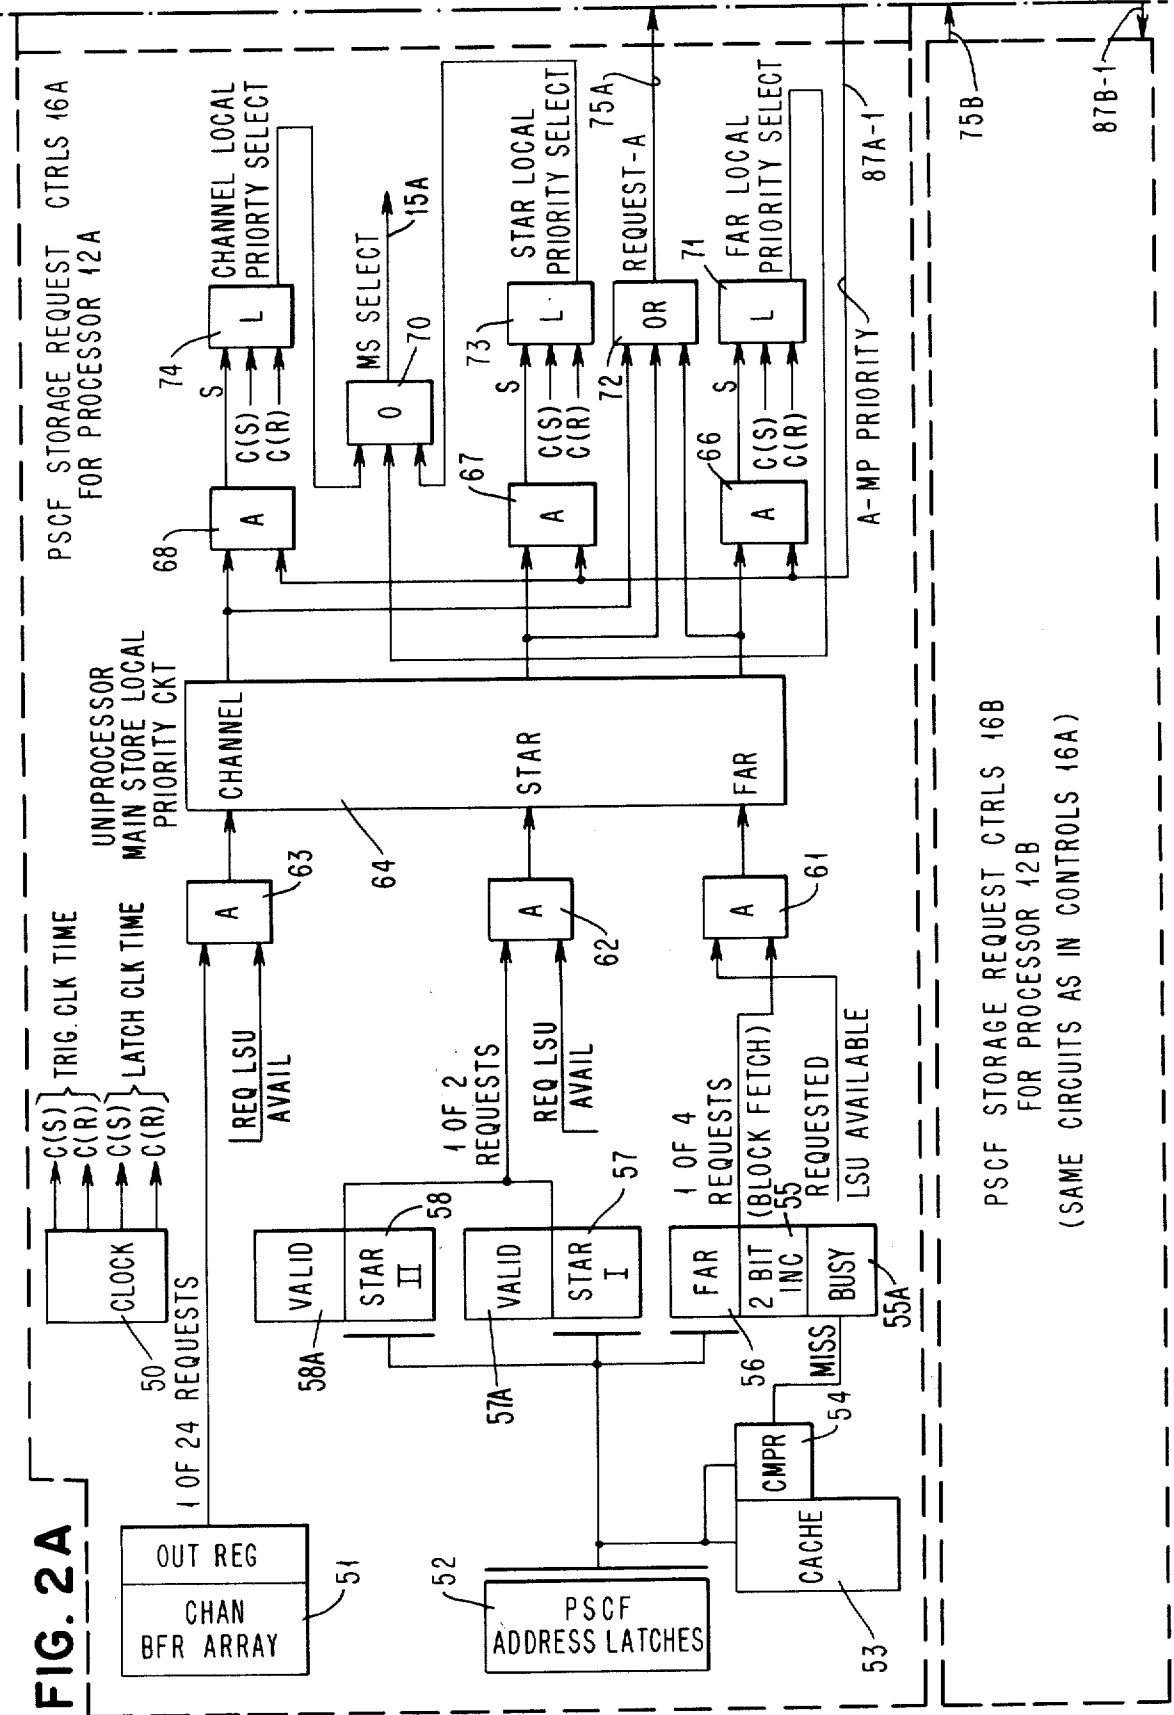 FIG. 2A
PSCF STORAGE REQUEST CTRLS 16A
FOR PROCESSOR 12A
CLOCK
50
C(S)
C(R)
TRIG. CLK TIME
C(S)
C(R)
LATCH CLK TIME
CHAN
BFR ARRAY
OUT REG
51
1 OF 24 REQUESTS
REQ LSU
AVAIL
A
63
UNIPROCESSOR
MAIN STORE LOCAL
PRIORITY CKT
CHANNEL
STAR
FAR
64
68
A
S
C(S)
C(R)
74
L
CHANNEL LOCAL
PRIORTY SELECT
MS SELECT
15A
O
70
VALID
58A
STAR
II
58
VALID
57A
STAR
I
57
1 OF 2
REQUESTS
REQ LSU
AVAIL
A
62
67
A
S
C(S)
C(R)
73
L
STAR LOCAL
PRIORITY SELECT
72
OR
REQUEST-A
75A
PSCF
ADDRESS LATCHES
52
CACHE
53
CMPR
54
MISS
FAR
56
2 BIT
INC
55
BUSY
55A
1 OF 4
REQUESTS
(BLOCK FETCH)
REQUESTED
LSU AVAILABLE
A
61
66
A
S
C(S)
C(R)
71
L
FAR LOCAL
PRIORITY SELECT
A-MP PRIORITY
87A-1
75B
87B-1
PSCF STORAGE REQUEST CTRLS 16B
FOR PROCESSOR 12B
(SAME CIRCUITS AS IN CONTROLS 16A)